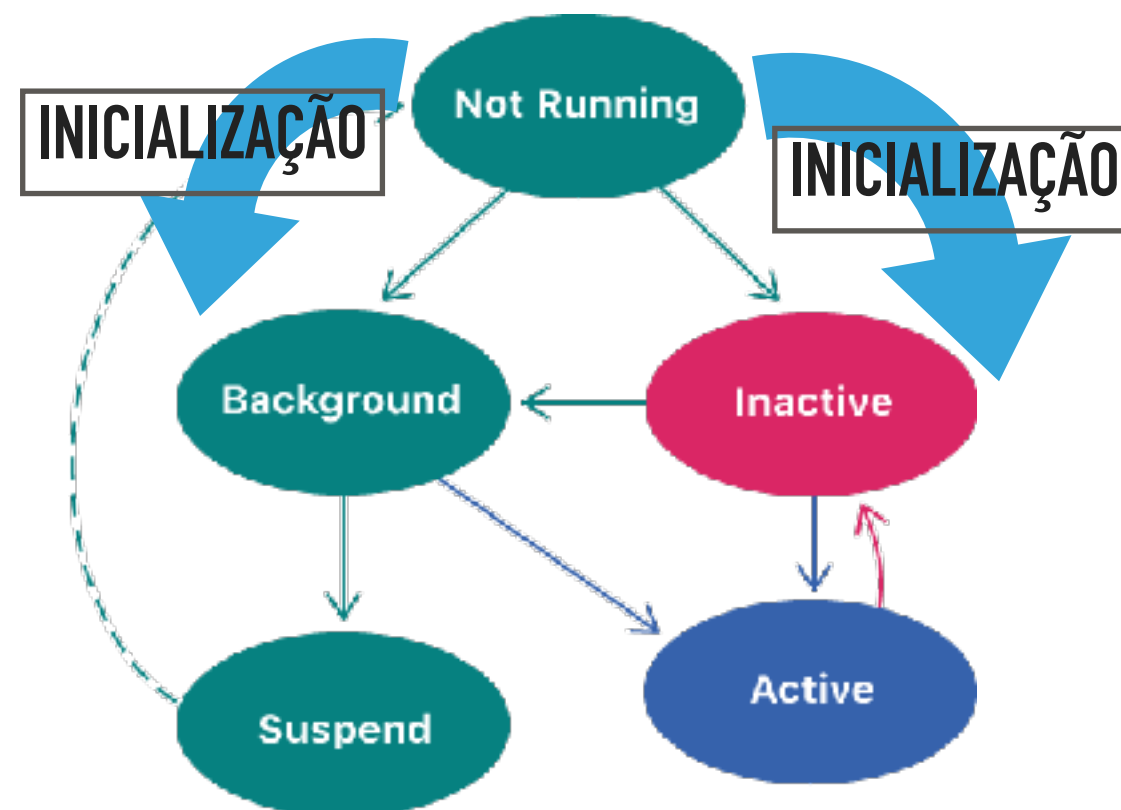 Not Running
INICIALIZAÇÃO
INICIALIZAÇÃO
Background
Inactive
Suspend
Active